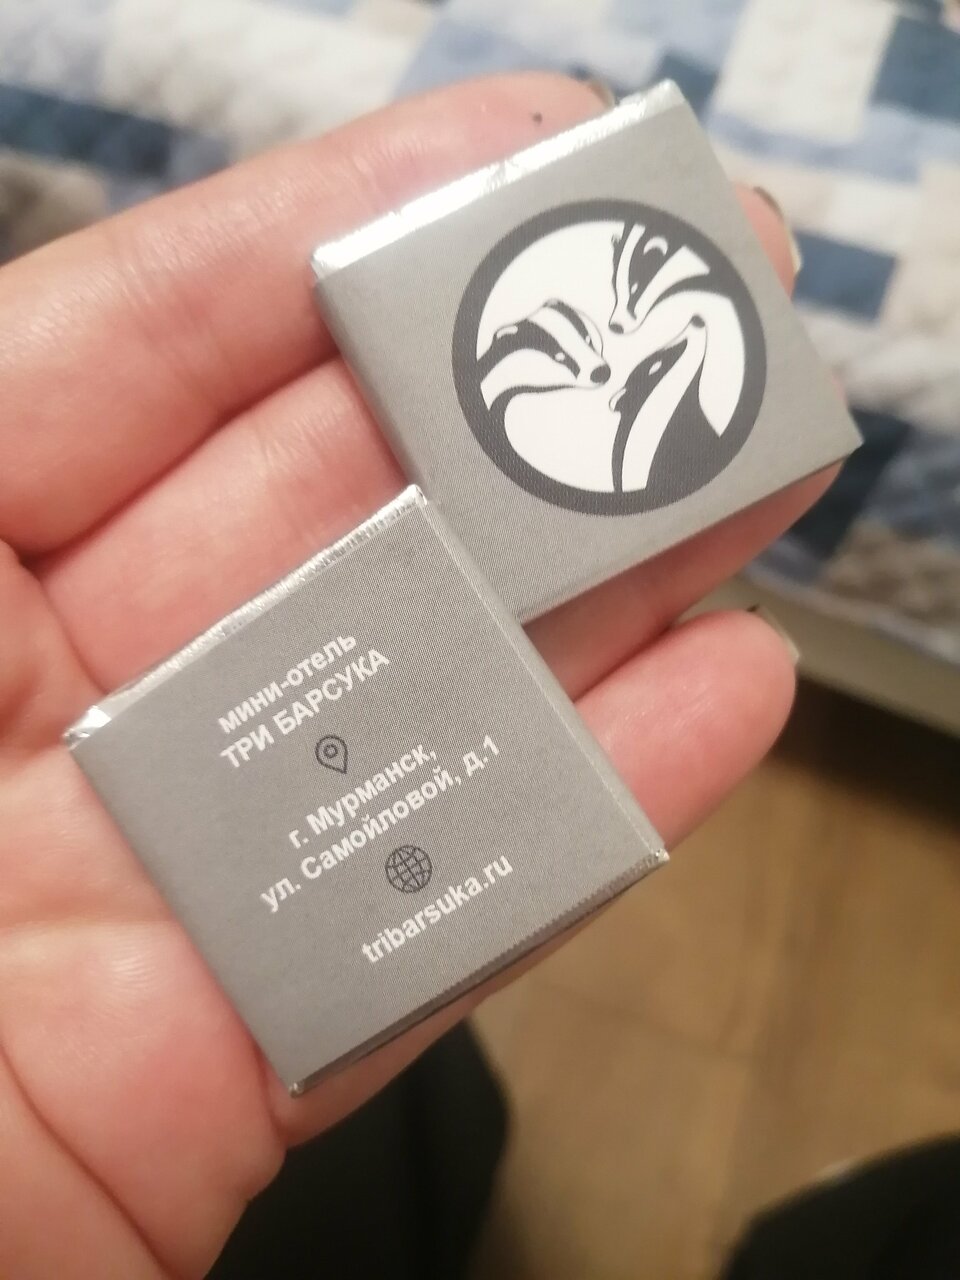 мини-отель
ТРИ БАРСУКА
г. Мурманск,
ул. Самойловой, д.1
tribarsuka.ru